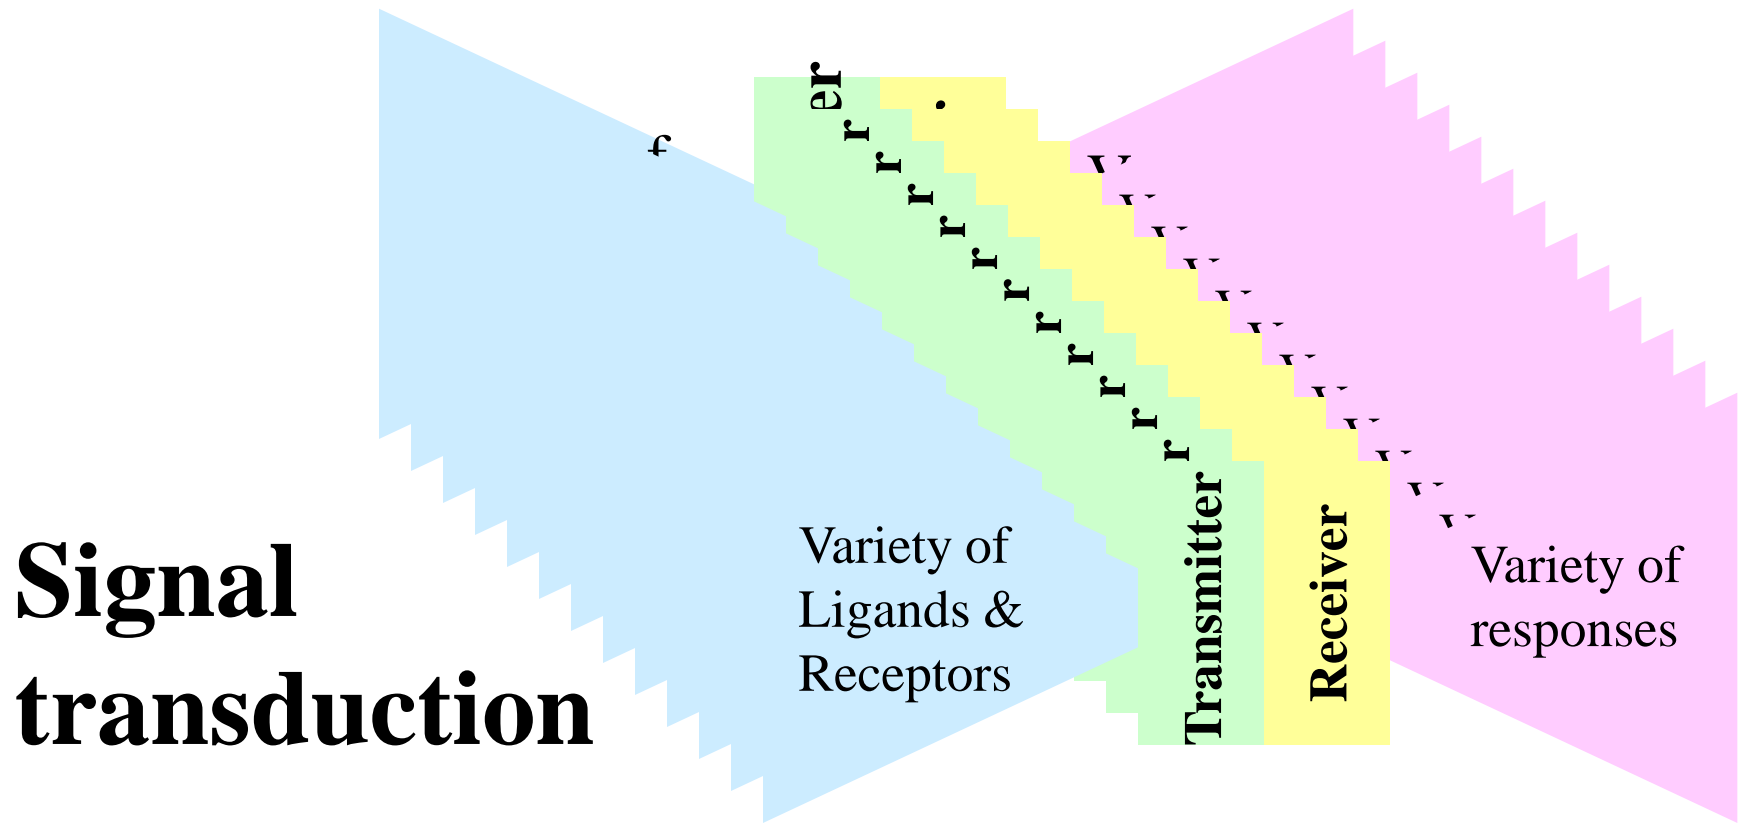 Signal
transduction
Variety of
Ligands &
Receptors
Transmitter
Receiver
Variety of
responses